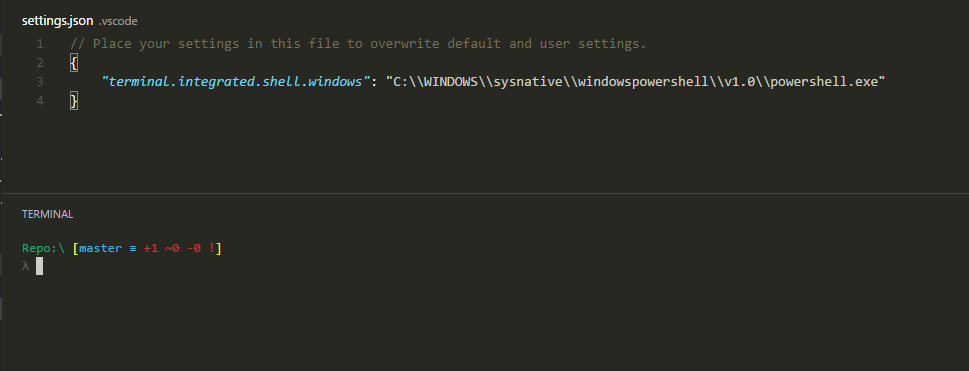 settings.json .vscode
1 // Place your settings in this file to overwrite default and user settings.
2 {
3 "terminal.integrated.shell.windows": "C:\\WINDOWS\\sysnative\\windowspowershell\\v1.0\\powershell.exe"
4 }
TERMINAL
Repo:\ [master ≡ +1 ~0 -0 !]
λ